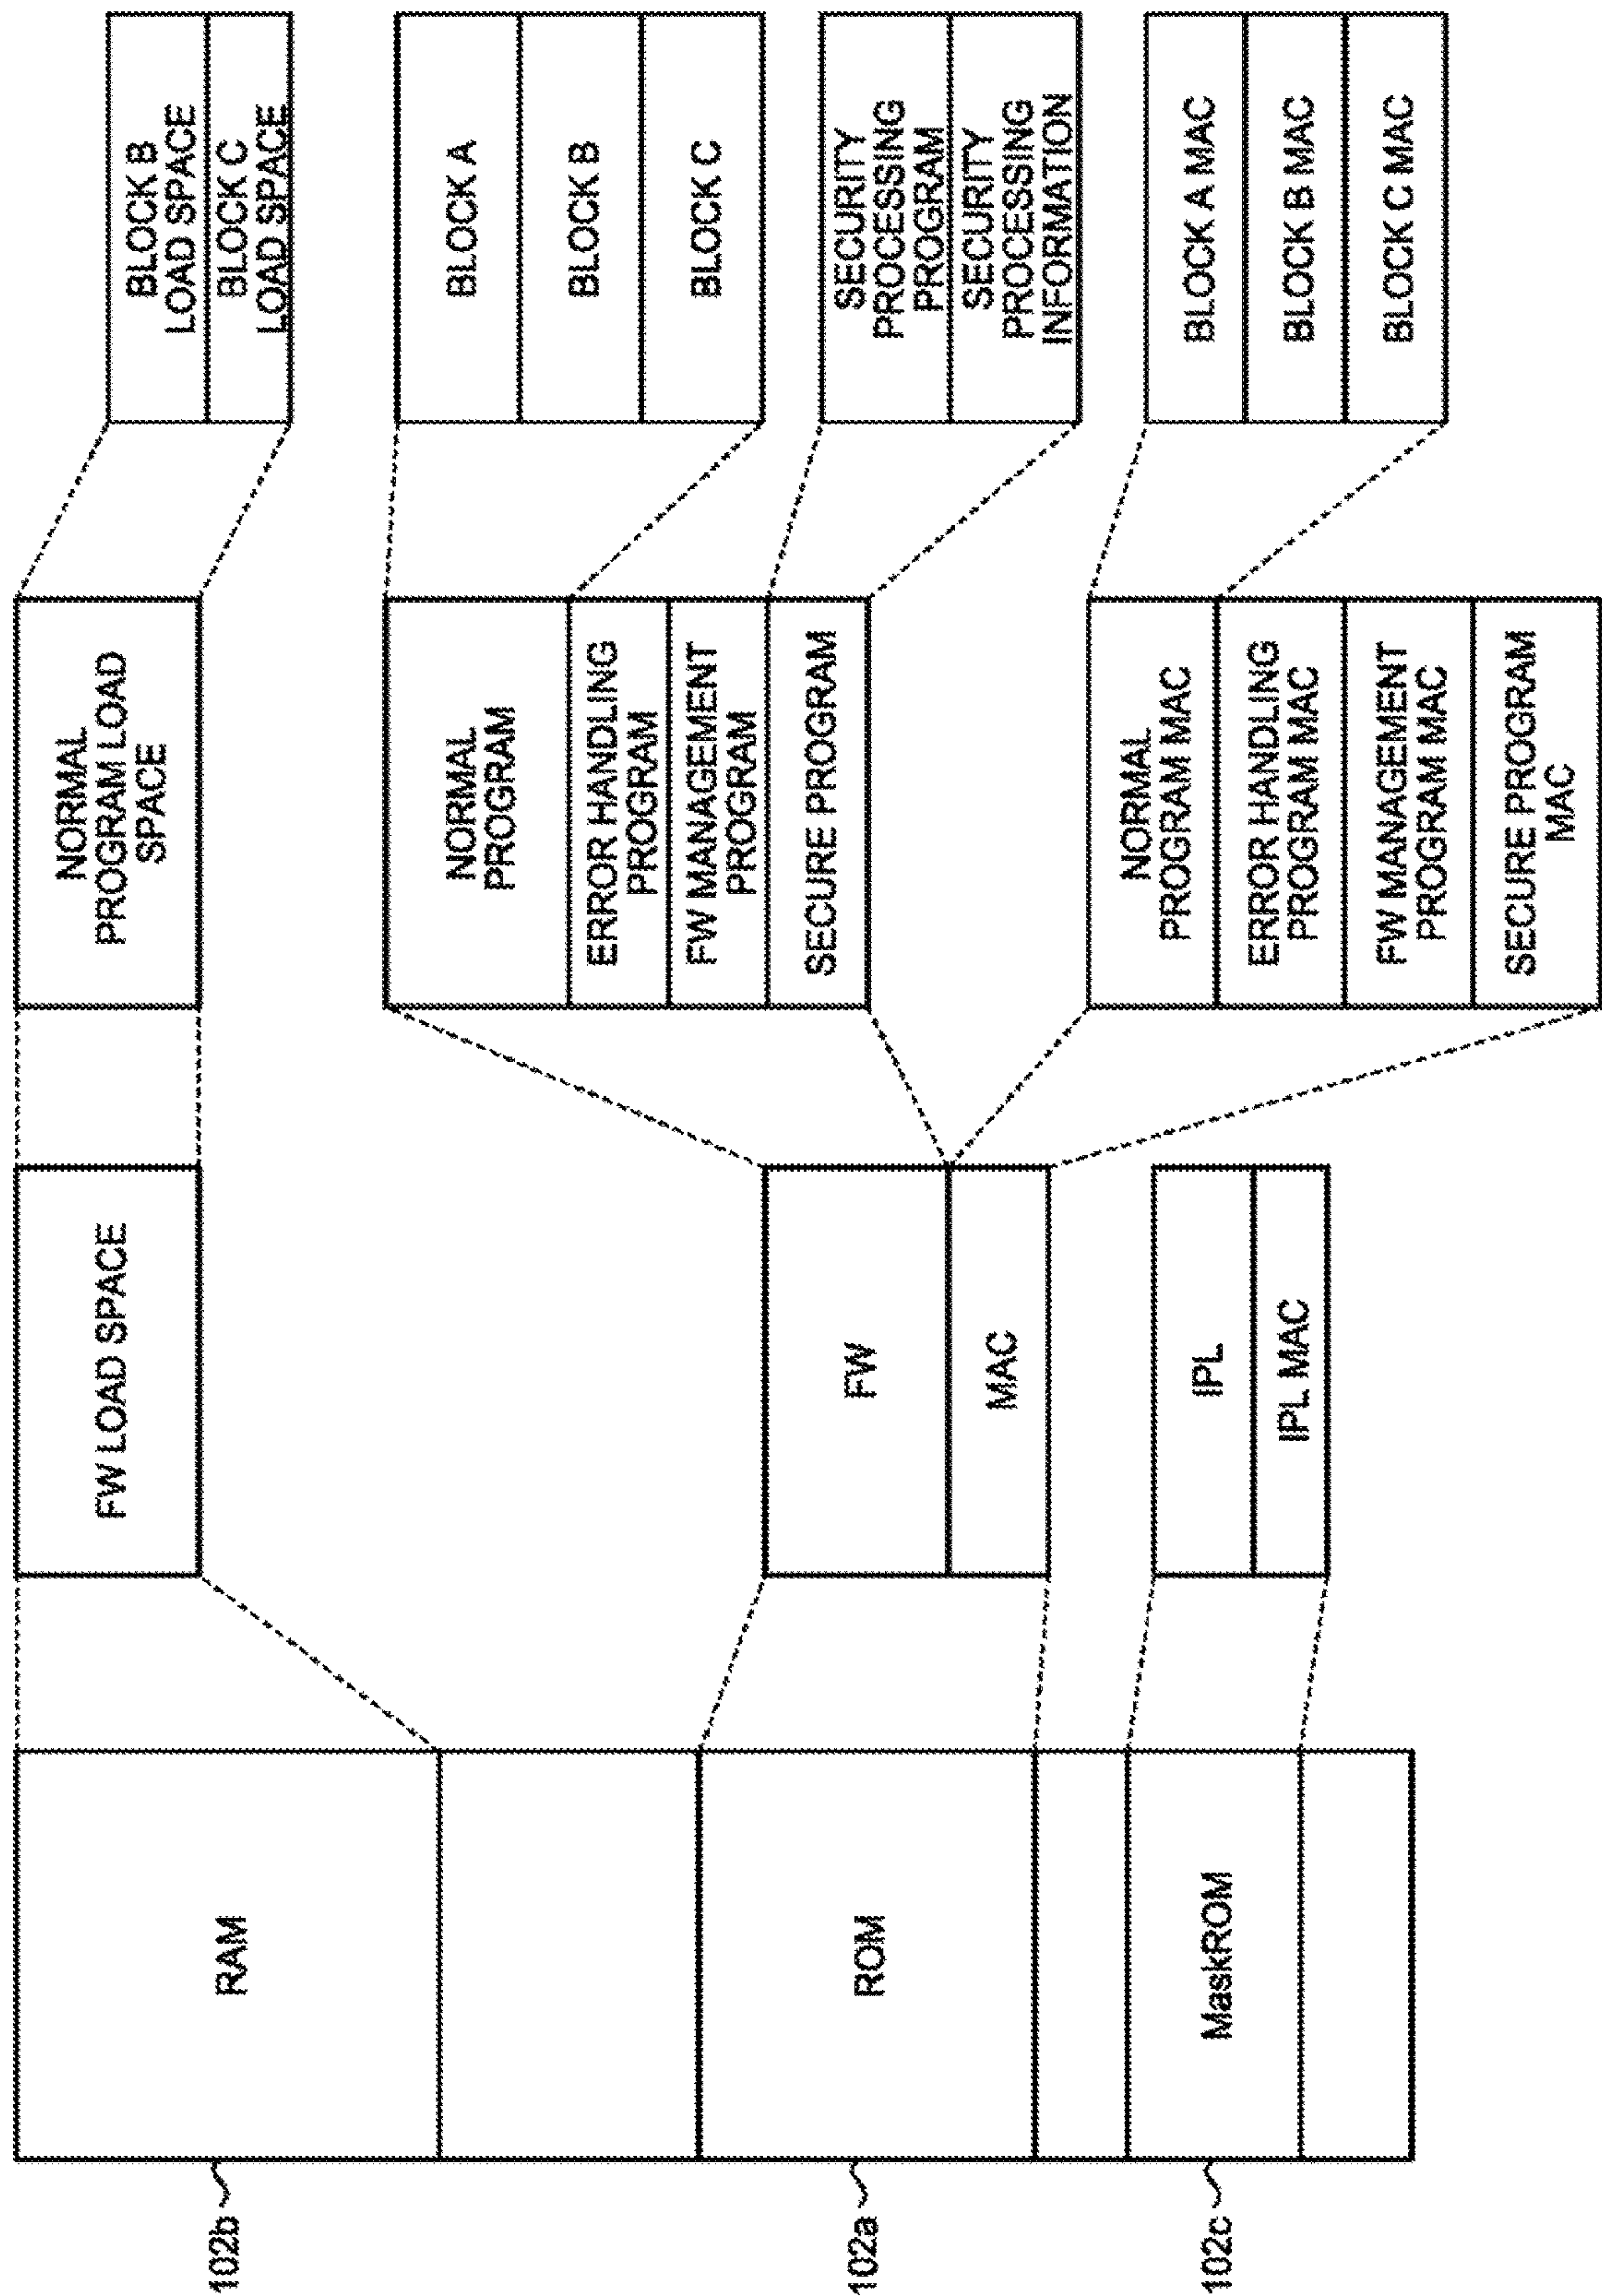 102b
RAM
102a
ROM
102c
MaskROM
FW LOAD SPACE
FW
MAC
IPL
IPL MAC
NORMAL
PROGRAM LOAD
SPACE
NORMAL
PROGRAM
ERROR HANDLING
PROGRAM
FW MANAGEMENT
PROGRAM
SECURE PROGRAM
NORMAL
PROGRAM MAC
ERROR HANDLING
PROGRAM MAC
FW MANAGEMENT
PROGRAM MAC
SECURE PROGRAM
MAC
BLOCK B
LOAD SPACE
BLOCK C
LOAD SPACE
BLOCK A
BLOCK B
BLOCK C
SECURITY
PROCESSING
PROGRAM
SECURITY
PROCESSING
INFORMATION
BLOCK A MAC
BLOCK B MAC
BLOCK C MAC